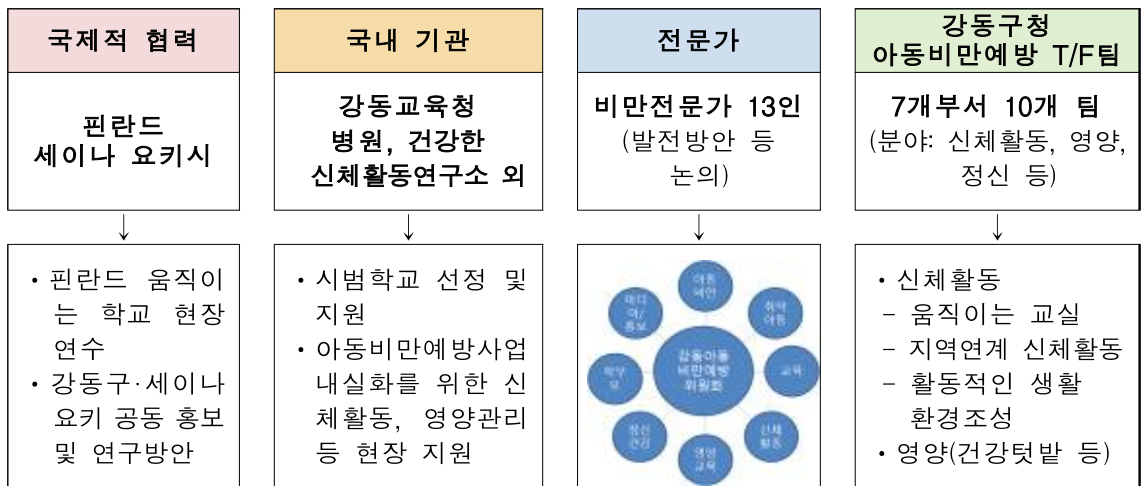 국제적 협력
핀란드
세이나 요키시
• 핀란드 움직이
는 학교 현장
연수
• 강동구·세이나
요키 공동 홍보
및 연구방안
국내 기관
강동교육청
병원, 건강한
신체활동연구소 외
• 시범학교 선정 및
지원
• 아동비만예방사업
내실화를 위한 신
체활동, 영양관리
등 현장 지원
전문가
비만전문가 13인
(발전방안 등
논의)
아동
비만
취약
아동
교육
신체
활동
영양
교육
정신
건강
학부
모
미디
어/
홍보
강동아동
비만예방
위원회
강동구청
아동비만예방 T/F팀
7개부서 10개 팀
(분야: 신체활동, 영양,
정신 등)
• 신체활동
- 움직이는 교실
- 지역연계 신체활동
- 활동적인 생활
환경조성
• 영양(건강텃밭 등)